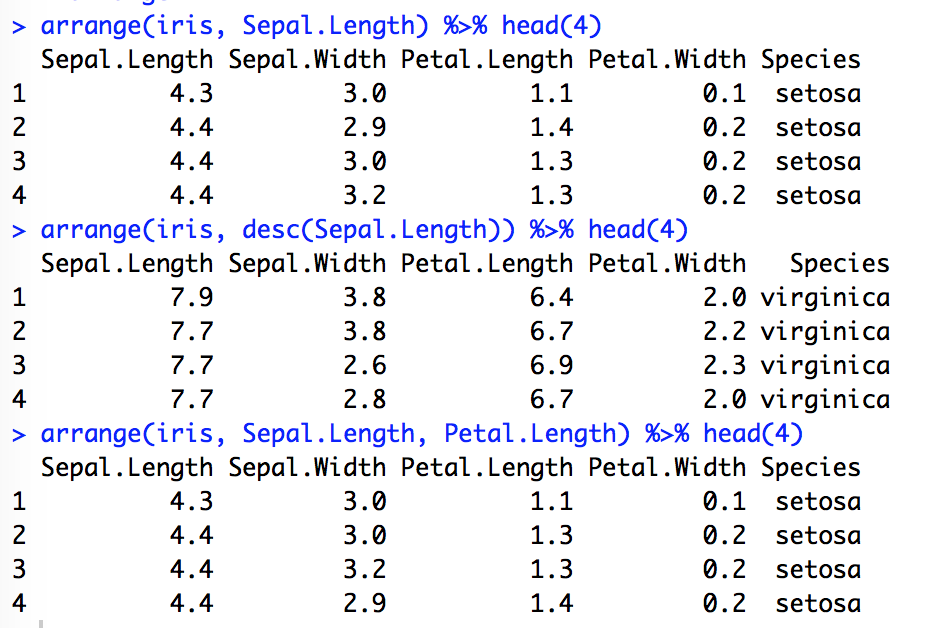 > arrange(iris, Sepal.Length) %>% head(4)
  Sepal.Length Sepal.Width Petal.Length Petal.Width Species
1          4.3         3.0          1.1         0.1  setosa
2          4.4         2.9          1.4         0.2  setosa
3          4.4         3.0          1.3         0.2  setosa
4          4.4         3.2          1.3         0.2  setosa
> arrange(iris, desc(Sepal.Length)) %>% head(4)
  Sepal.Length Sepal.Width Petal.Length Petal.Width   Species
1          7.9         3.8          6.4         2.0 virginica
2          7.7         3.8          6.7         2.2 virginica
3          7.7         2.6          6.9         2.3 virginica
4          7.7         2.8          6.7         2.0 virginica
> arrange(iris, Sepal.Length, Petal.Length) %>% head(4)
  Sepal.Length Sepal.Width Petal.Length Petal.Width Species
1          4.3         3.0          1.1         0.1  setosa
2          4.4         3.0          1.3         0.2  setosa
3          4.4         3.2          1.3         0.2  setosa
4          4.4         2.9          1.4         0.2  setosa